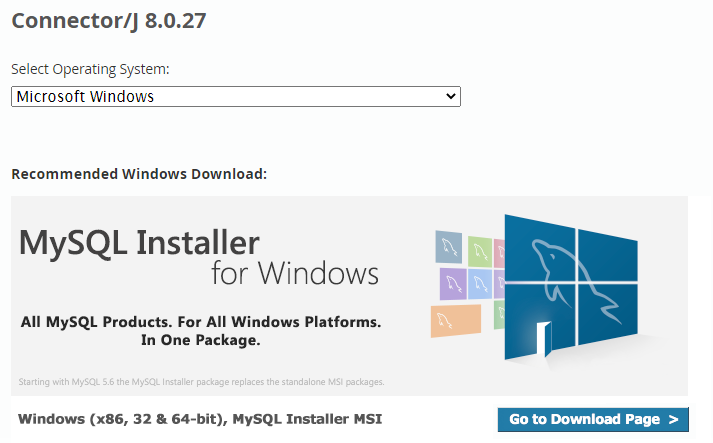 Connector/J 8.0.27
Select Operating System:
Microsoft Windows
Recommended Windows Download:
MySQL Installer
for Windows
All MySQL Products. For All Windows Platforms.
In One Package.
Starting with MySQL 5.6 the MySQL Installer package replaces the standalone MSI packages.
Windows (x86, 32 & 64-bit), MySQL Installer MSI
Go to Download Page >